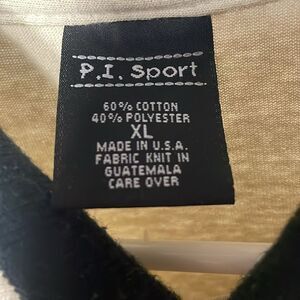 P.I. Sport
60% COTTON
40% POLYESTER
XL
MADE IN U.S.A.
FABRIC KNIT IN
GUATEMALA
CARE OVER